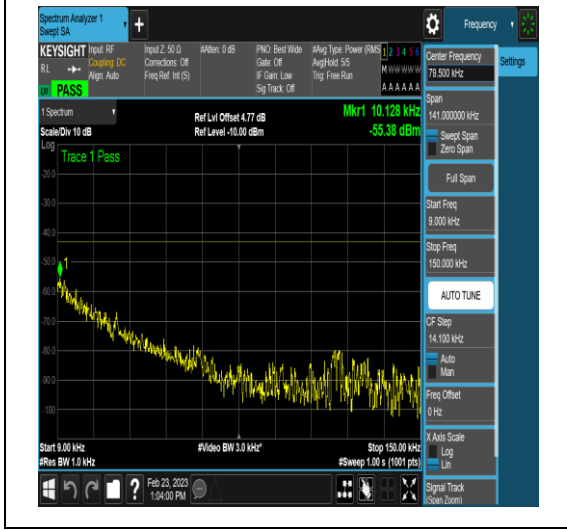 Spectrum Analyzer 1
Swept SA
Frequency
KEYSIGHT
RL
Input: RF
Coupling: DC
Align: Auto
Input Z: 50 Ω
Corrections: Off
Freq Ref: Int (S)
#Atten: 0 dB
PNO: Best Wide
Gate: Off
IF Gain: Low
Sig Track: Off
#Avg Type: Power (RMS
Avg|Hold: 5/5
Trig: Free Run
1 2 3 4 5 6
M W W W W W
A A A A A A
PASS
1 Spectrum
Scale/Div 10 dB
Ref Lvl Offset 4.77 dB
Ref Level -10.00 dBm
Mkr1 10.128 kHz
-55.38 dBm
Log
Trace 1 Pass
1
-20.0
-30.0
-40.0
-50.0
-60.0
-70.0
-80.0
-90.0
-100
Start 9.00 kHz
#Res BW 1.0 kHz
#Video BW 3.0 kHz*
Stop 150.00 kHz
#Sweep 1.00 s (1001 pts)
Feb 23, 2023
1:04:00 PM
?
Center Frequency
79.500 kHz
Settings
Span
141.000000 kHz
Swept Span
Zero Span
Full Span
Start Freq
9.000 kHz
Stop Freq
150.000 kHz
AUTO TUNE
CF Step
14.100 kHz
Auto
Man
Freq Offset
0 Hz
X Axis Scale
Log
Lin
Signal Track
(Span Zoom)